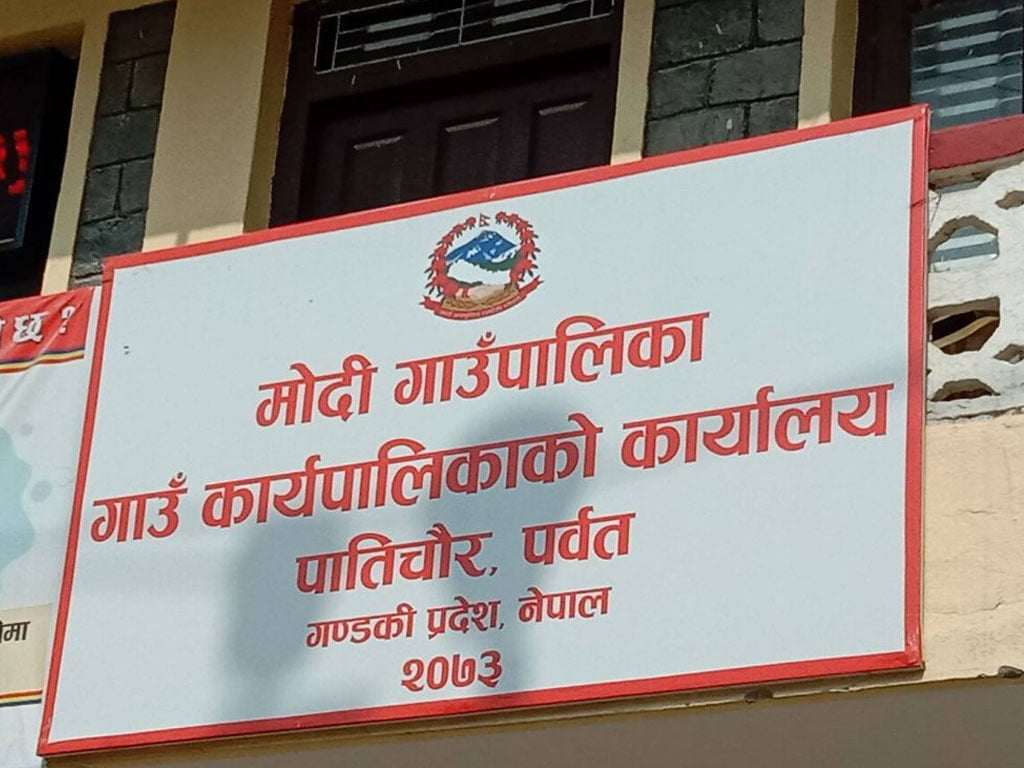 मोदी गाउँपालिका
गाउँ कार्यपालिकाको कार्यालय
पातिचौर, पर्वत
गण्डकी प्रदेश, नेपाल
२०७३
छ ?